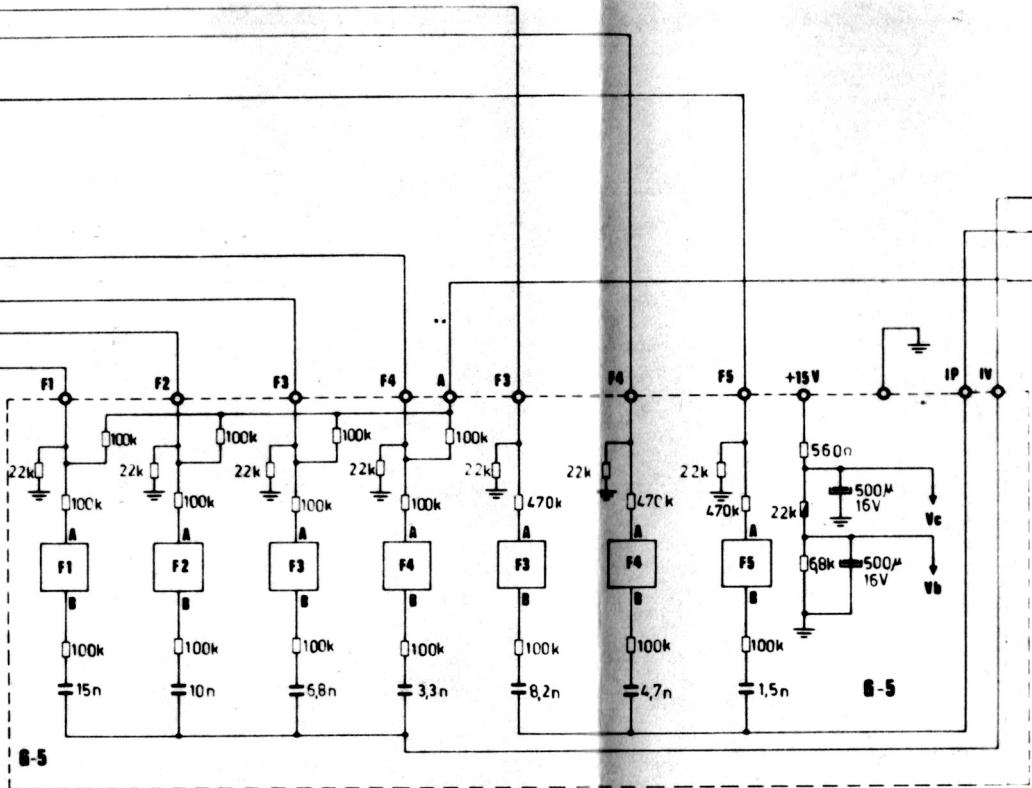 F1 F2 F3 F4 A F3 F4 F5 +15V IP IV
100k 100k 100k 100k
560Ω
22k 22k 22k 22k 22k 22k 22k
100k 100k 100k 100k 470k 470k 470k
500µ
16V
22k
Vc
A A A A A A A
F1 F2 F3 F4 F3 F4 F5
6,8k
500µ
16V
Vb
B B B B B B B
100k 100k 100k 100k 100k 100k 100k
15n 10n 6,8n 3,3n 8,2n 4,7n 1,5n
G-5
G-5